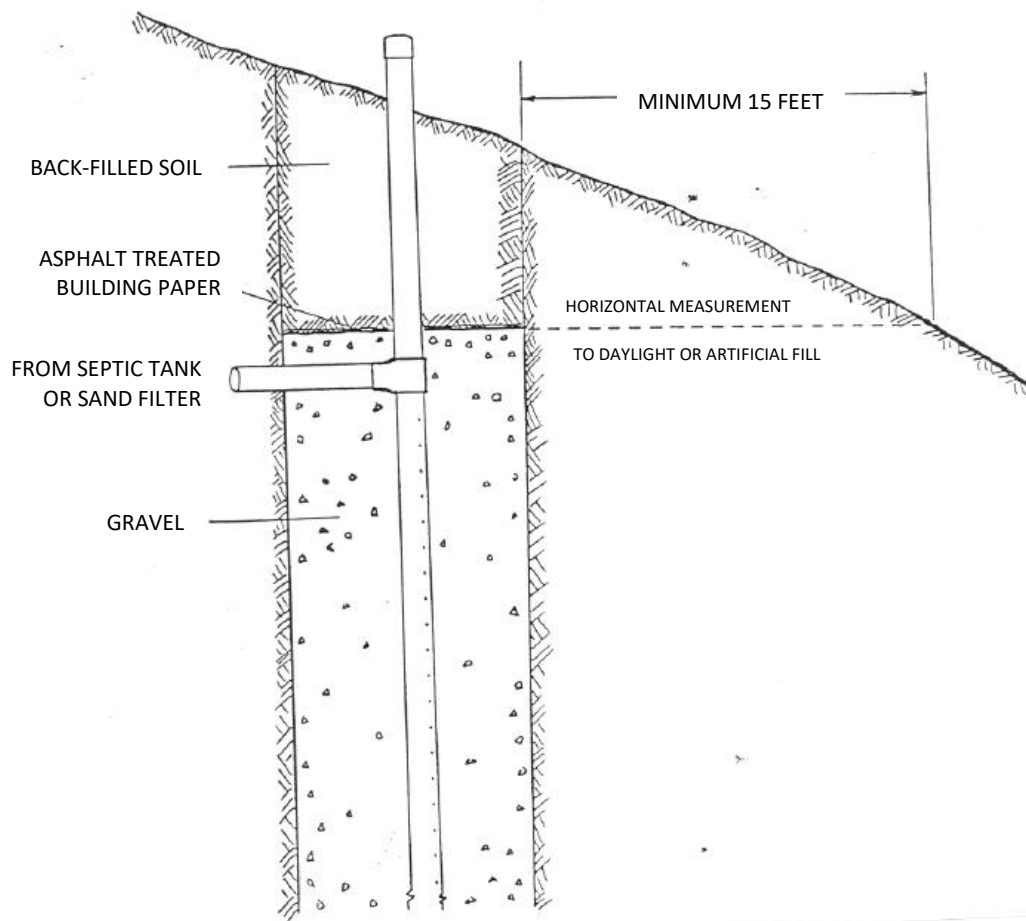 MINIMUM 15 FEET
BACK-FILLED SOIL
ASPHALT TREATED
BUILDING PAPER
HORIZONTAL MEASUREMENT
TO DAYLIGHT OR ARTIFICIAL FILL
FROM SEPTIC TANK
OR SAND FILTER
GRAVEL